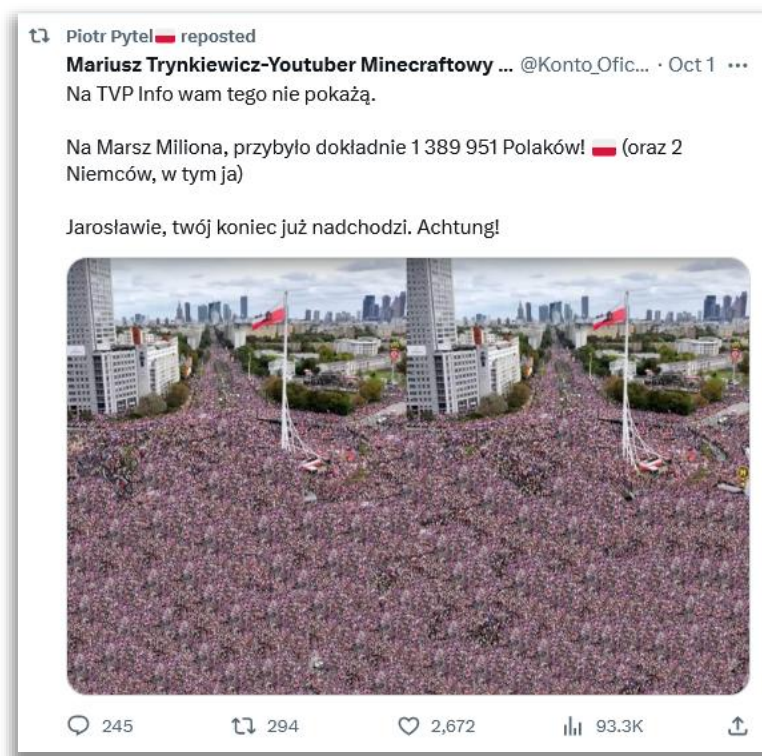 Piotr Pytel🇵🇱 reposted
Mariusz Trynkiewicz-Youtuber Minecraftowy ... @Konto_Ofic... · Oct 1 ...
Na TVP Info wam tego nie pokażą.
Na Marsz Miliona, przybyło dokładnie 1 389 951 Polaków! 🇵🇱 (oraz 2
Niemców, w tym ja)
Jarosławie, twój koniec już nadchodzi. Achtung!
245 294 2,672 93.3K